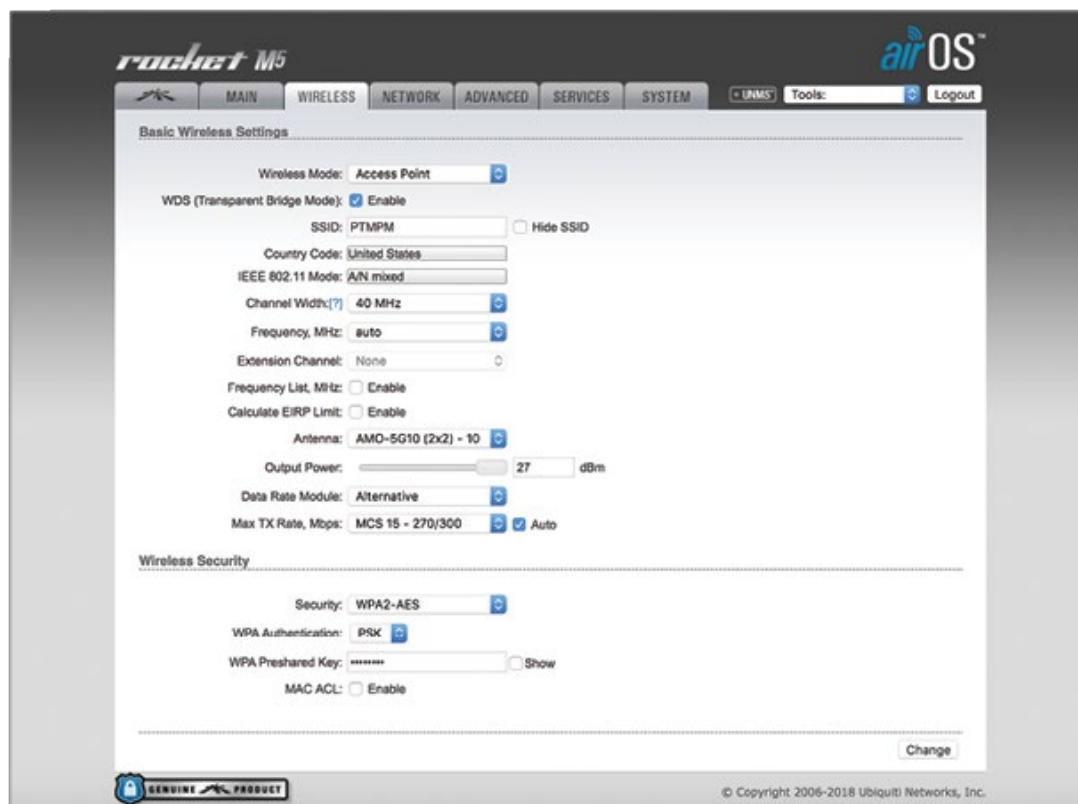 rocket M5
airOS™
MAIN WIRELESS NETWORK ADVANCED SERVICES SYSTEM UNMS Tools: Logout
Basic Wireless Settings
Wireless Mode: Access Point
WDS (Transparent Bridge Mode): Enable
SSID: PTMPM Hide SSID
Country Code: United States
IEEE 802.11 Mode: A/N mixed
Channel Width:[?] 40 MHz
Frequency, MHz: auto
Extension Channel: None
Frequency List, MHz: Enable
Calculate EIRP Limit: Enable
Antenna: AMO-5G10 (2x2) - 10
Output Power: 27 dBm
Data Rate Module: Alternative
Max TX Rate, Mbps: MCS 15 - 270/300 Auto
Wireless Security
Security: WPA2-AES
WPA Authentication: PSK
WPA Preshared Key: •••••••• Show
MAC ACL: Enable
Change
GENUINE PRODUCT
© Copyright 2006-2018 Ubiquiti Networks, Inc.